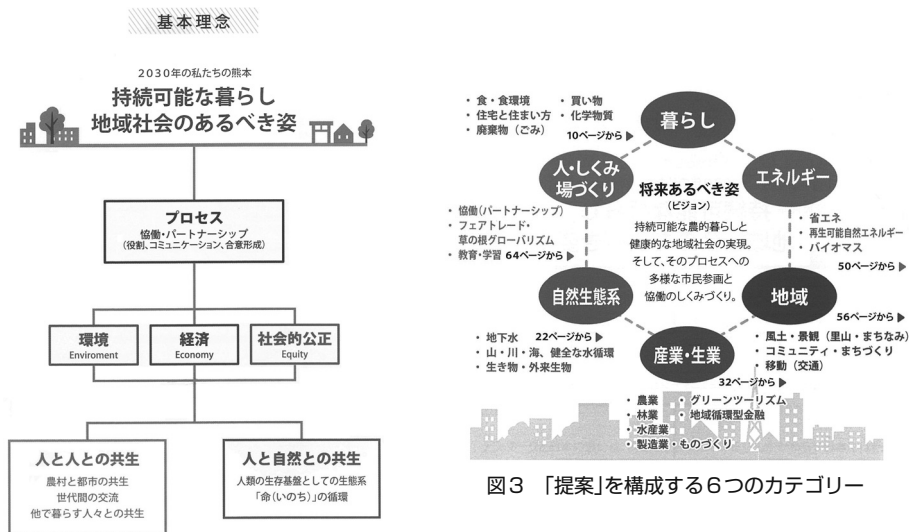 基本理念
2030年の私たちの熊本
持続可能な暮らし
地域社会のあるべき姿
プロセス
協働・パートナーシップ
(役割、コミュニケーション、合意形成)
環境
Enviroment
経済
Economy
社会的公正
Equity
人と人との共生
農村と都市の共生
世代間の交流
他で暮らす人々との共生
人と自然との共生
人類の生存基盤としての生態系
「命(いのち)」の循環
・食・食環境
・住宅と住まい方
・廃棄物(ごみ)
・買い物
・化学物質
10ページから▶
暮らし
人・しくみ
場づくり
エネルギー
将来あるべき姿
(ビジョン)
持続可能な農的暮らしと
健康的な地域社会の実現。
そして、そのプロセスへの
多様な市民参画と
協働のしくみづくり。
・協働(パートナーシップ)
・フェアトレード・
草の根グローバリズム
・教育・学習 64ページから▶
・省エネ
・再生可能自然エネルギー
・バイオマス
50ページから▶
自然生態系
地域
・地下水 22ページから▶
・山・川・海、健全な水循環
・生き物・外来生物
産業・生業
56ページから▶
・風土・景観(里山・まちなみ)
・コミュニティ・まちづくり
・移動(交通)
32ページから▶
・農業
・林業
・水産業
・製造業・ものづくり
・グリーンツーリズム
・地域循環型金融
図3 「提案」を構成する6つのカテゴリー